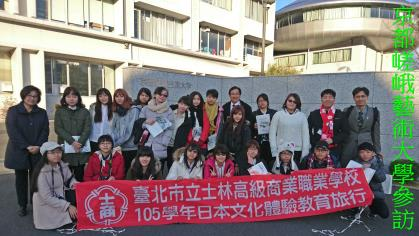 京都嵯峨藝術大學參訪
臺北市立士林高級商業職業學校
105學年日本文化體驗教育旅行
士商